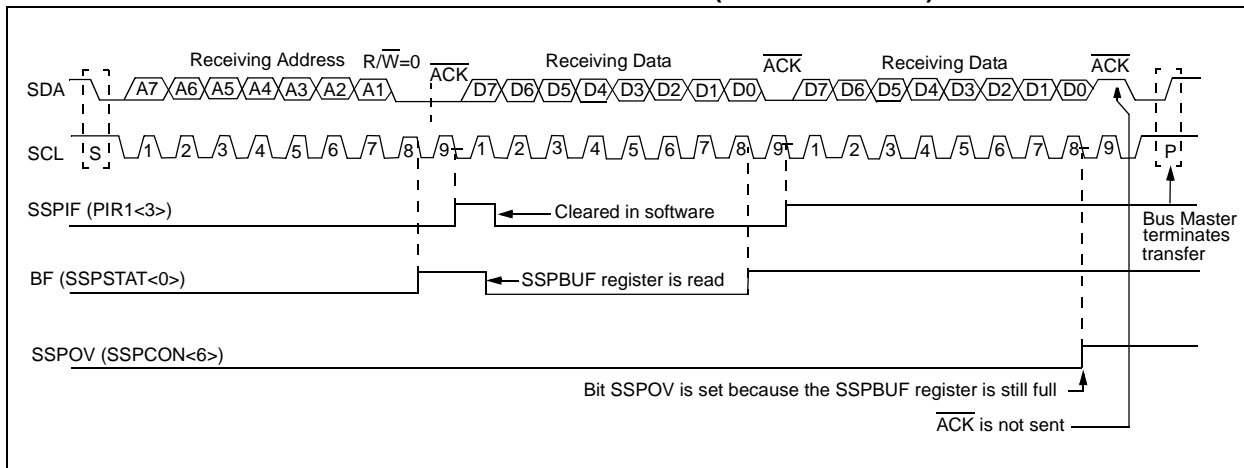 Receiving Address R/W=0 ACK Receiving Data ACK Receiving Data ACK
SDA A7 A6 A5 A4 A3 A2 A1 D7 D6 D5 D4 D3 D2 D1 D0 D7 D6 D5 D4 D3 D2 D1 D0
SCL S 1 2 3 4 5 6 7 8 9 1 2 3 4 5 6 7 8 9 1 2 3 4 5 6 7 8 9 P
SSPIF (PIR1<3>) Cleared in software
Bus Master
terminates
transfer
BF (SSPSTAT<0>) SSPBUF register is read
SSPOV (SSPCON<6>)
Bit SSPOV is set because the SSPBUF register is still full
ACK is not sent